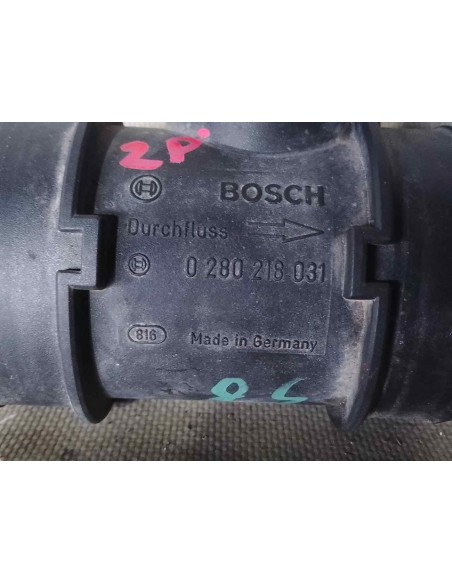 2P
BOSCH
Durchfluss
0 280 218 031
816 Made in Germany